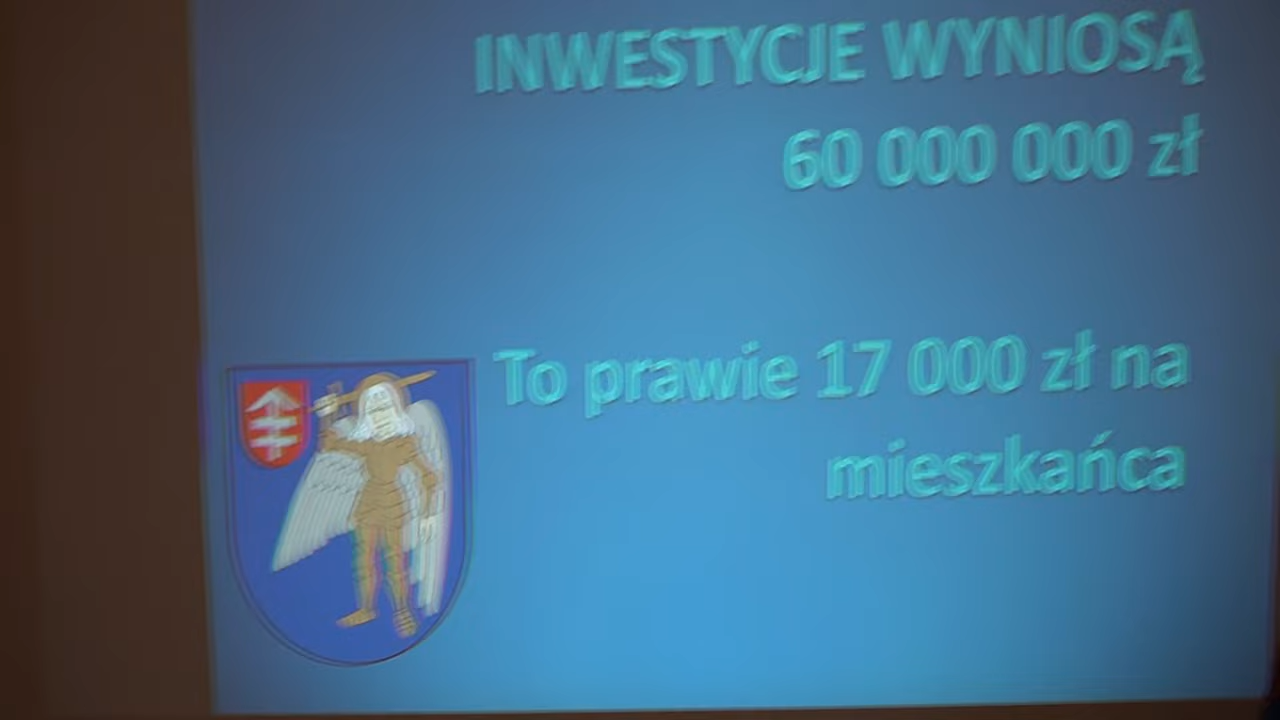 INWESTYCJE WYNIOSĄ
60 000 000 zł
To prawie 17 000 zł na
mieszkańca